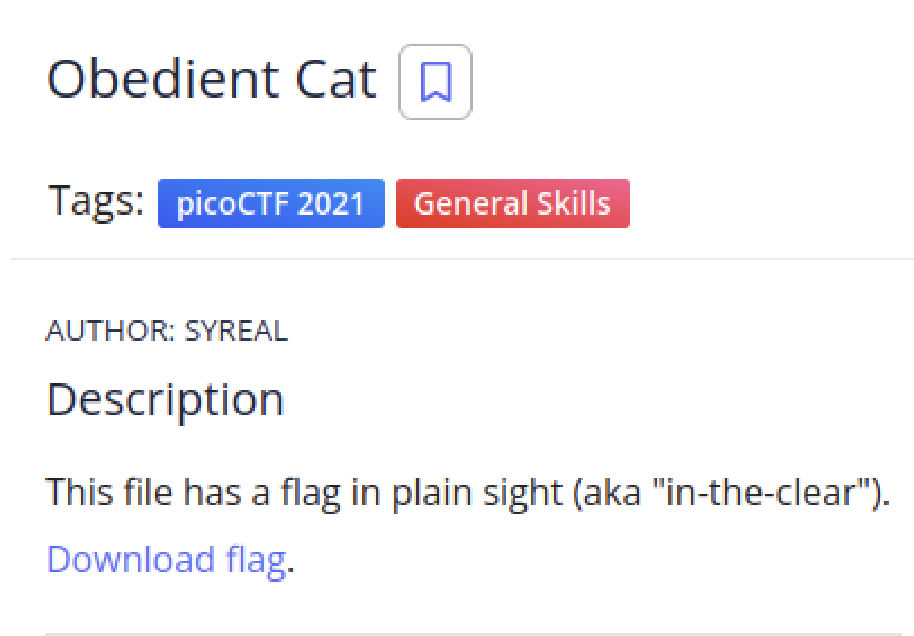 Obedient Cat
Tags: picoCTF 2021 General Skills
AUTHOR: SYREAL
Description
This file has a flag in plain sight (aka "in-the-clear").
Download flag.